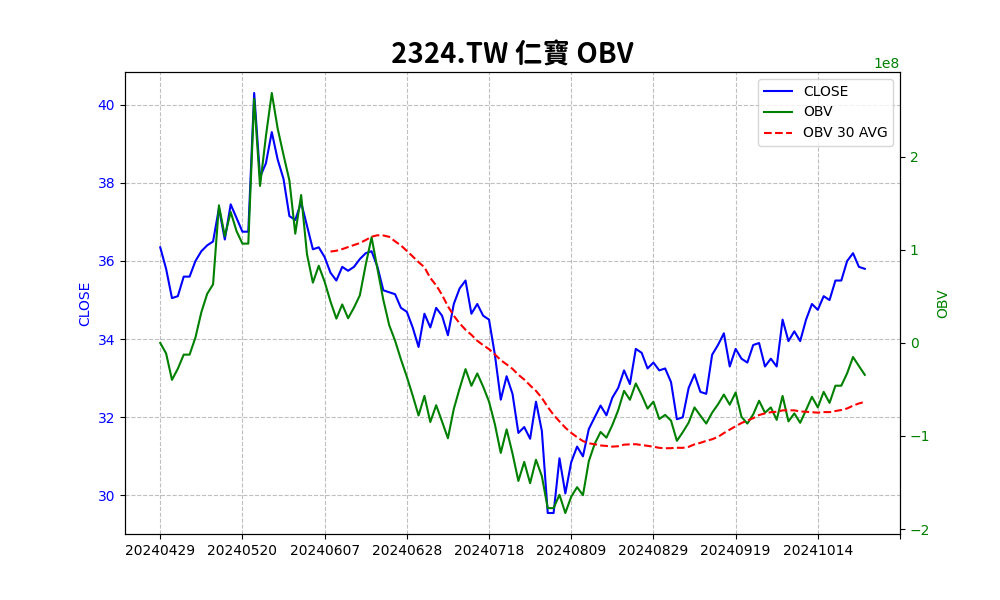 2324.TW 仁寶 OBV
1e8
CLOSE
OBV
OBV 30 AVG
40
38
36
34
32
30
CLOSE
2
1
0
−1
−2
OBV
20240429 20240520 20240607 20240628 20240718 20240809 20240829 20240919 20241014